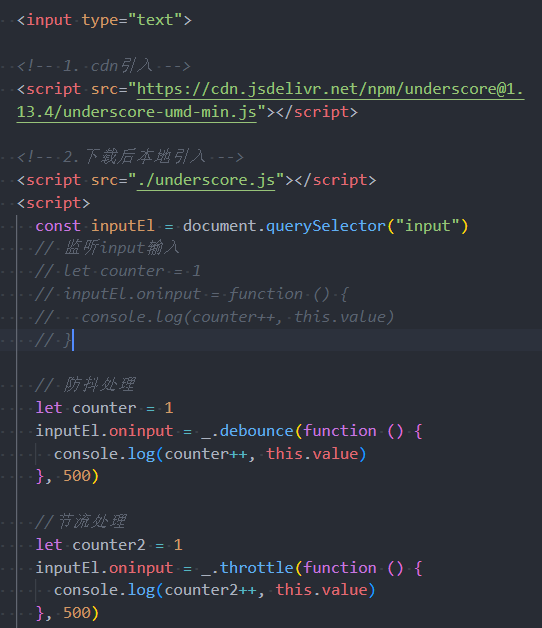 <input type="text">
<!-- 1. cdn引入 -->
<script src="https://cdn.jsdelivr.net/npm/underscore@1.
13.4/underscore-umd-min.js"></script>
<!-- 2.下载后本地引入 -->
<script src="./underscore.js"></script>
<script>
const inputEl = document.querySelector("input")
// 监听input输入
// let counter = 1
// inputEl.oninput = function () {
//   console.log(counter++, this.value)
// }
// 防抖处理
let counter = 1
inputEl.oninput = _.debounce(function () {
console.log(counter++, this.value)
}, 500)
//节流处理
let counter2 = 1
inputEl.oninput = _.throttle(function () {
console.log(counter2++, this.value)
}, 500)